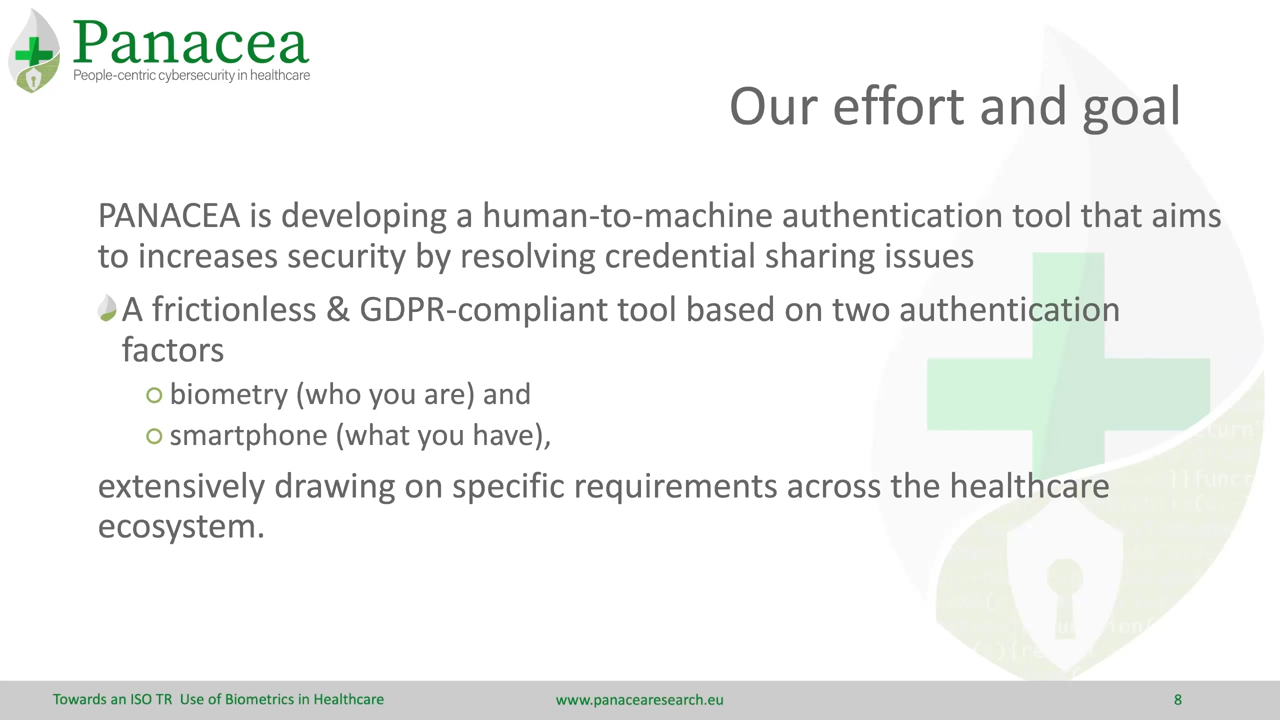 Panacea
People-centric cybersecurity in healthcare
Our effort and goal
PANACEA is developing a human-to-machine authentication tool that aims
to increases security by resolving credential sharing issues
A frictionless & GDPR-compliant tool based on two authentication
factors
biometry (who you are) and
smartphone (what you have),
extensively drawing on specific requirements across the healthcare
ecosystem.
Towards an ISO TR  Use of Biometrics in Healthcare
www.panacearesearch.eu
8